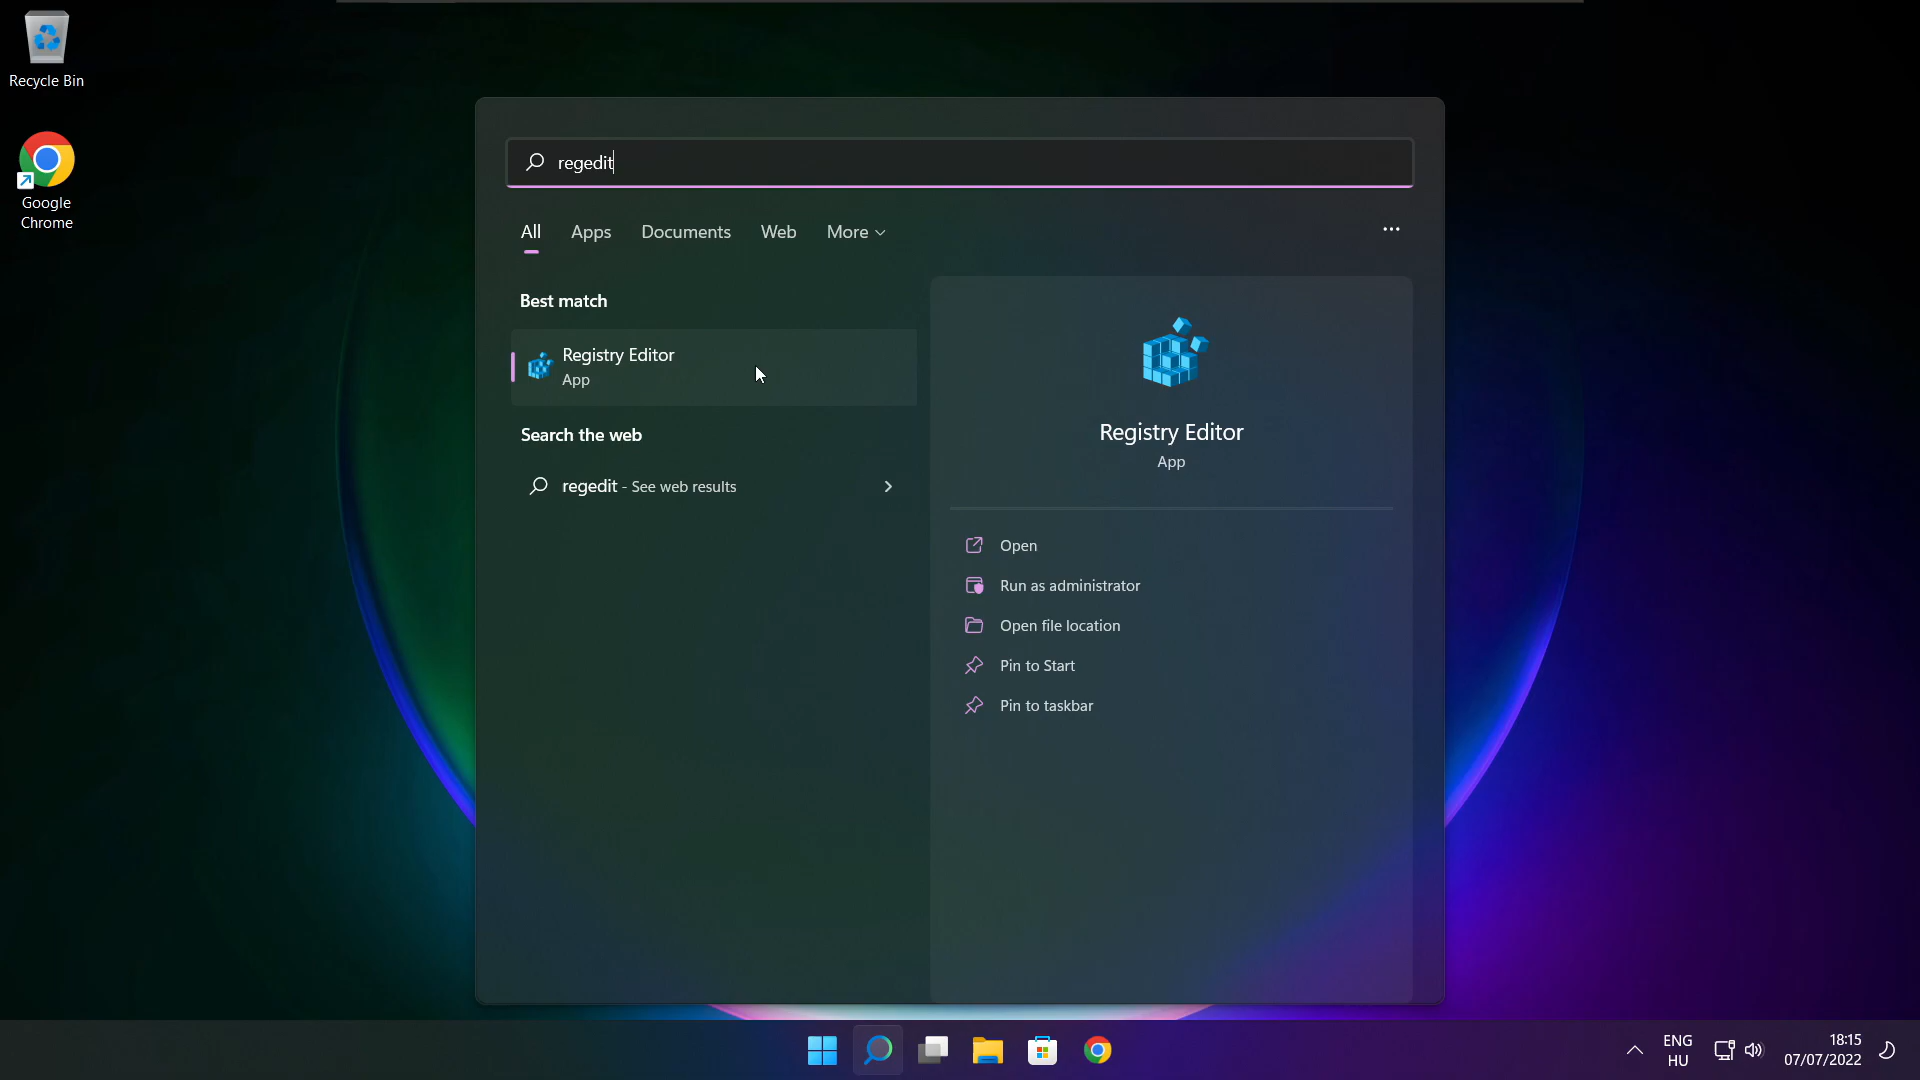 Recycle Bin
Google
Chrome
regedit
All Apps Documents Web More
Best match
Registry Editor
App
Search the web
regedit - See web results
Registry Editor
App
Open
Run as administrator
Open file location
Pin to Start
Pin to taskbar
ENG
HU
18:15
07/07/2022